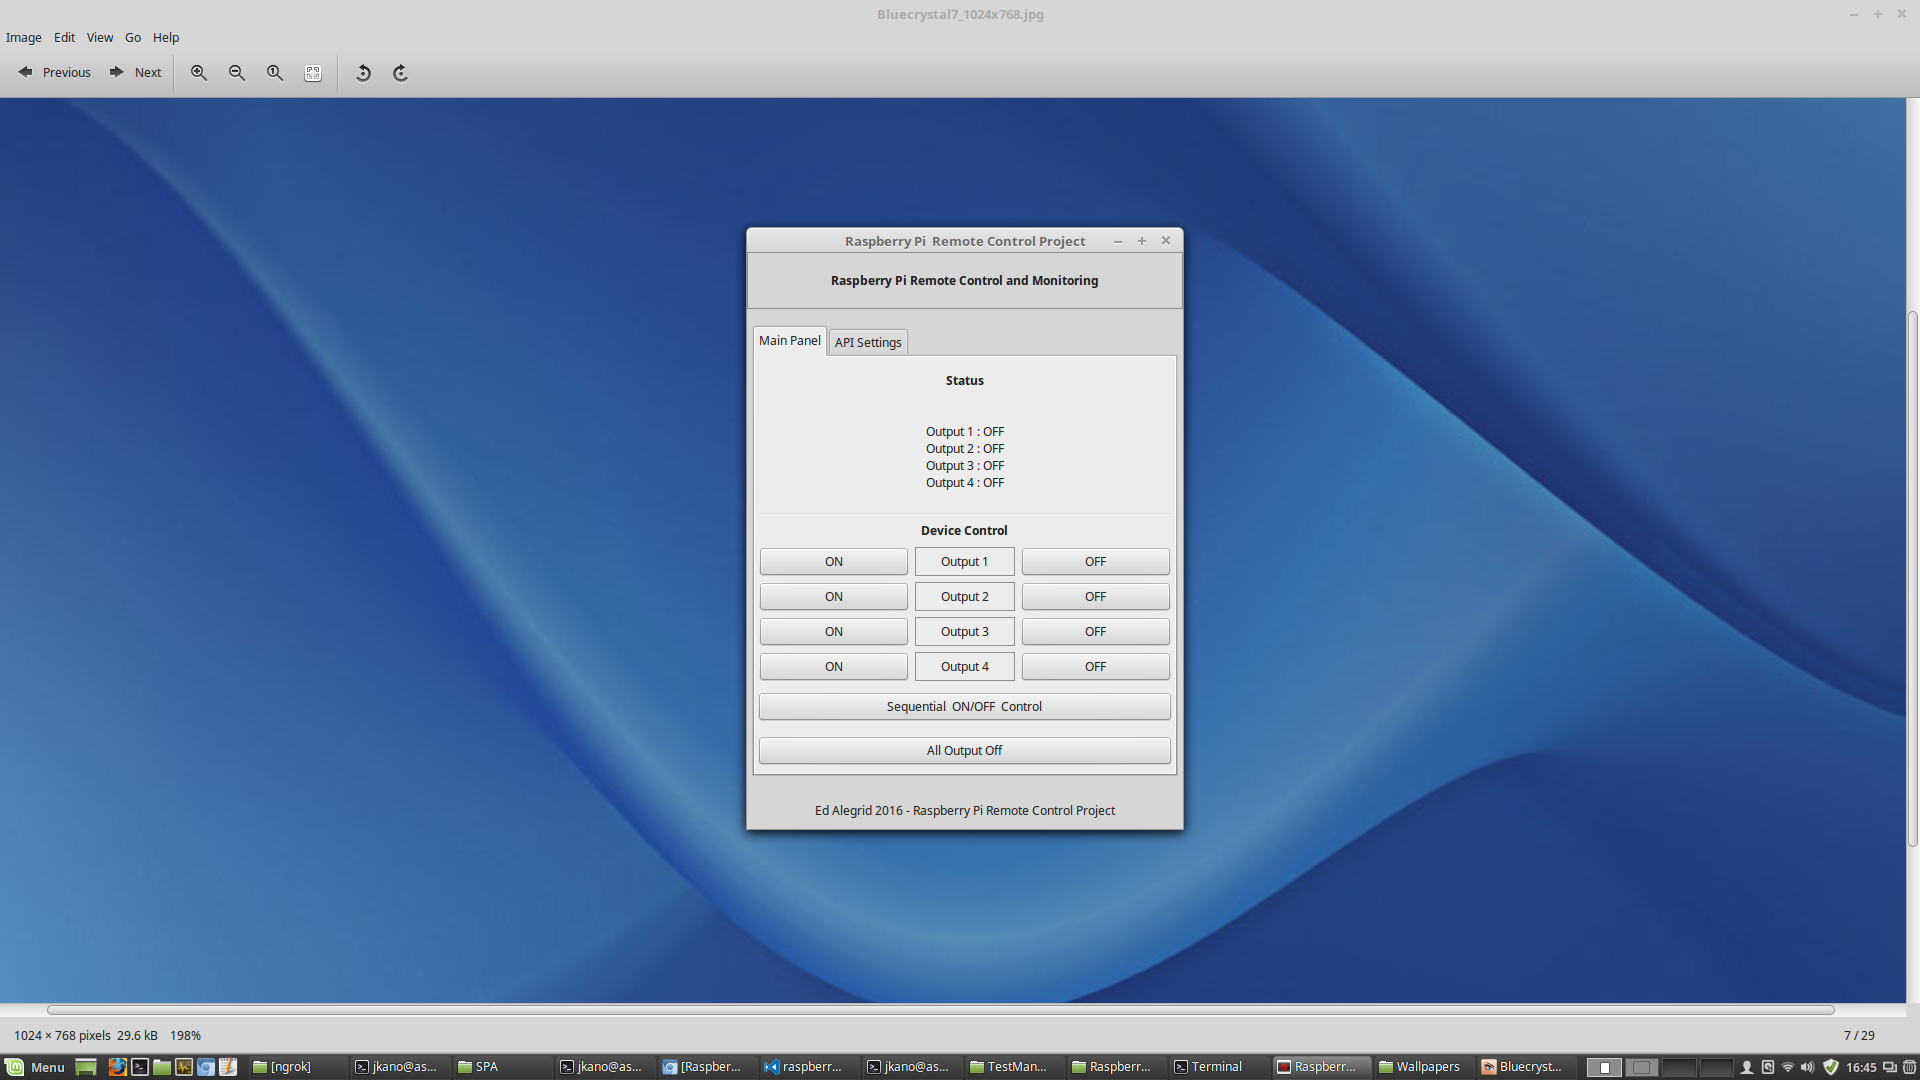 Bluecrystal7_1024x768.jpg
Image Edit View Go Help
Previous Next
Raspberry Pi Remote Control Project
Raspberry Pi Remote Control and Monitoring
Main Panel API Settings
Status
Output 1 : OFF
Output 2 : OFF
Output 3 : OFF
Output 4 : OFF
Device Control
ON Output 1 OFF
ON Output 2 OFF
ON Output 3 OFF
ON Output 4 OFF
Sequential ON/OFF Control
All Output Off
Ed Alegrid 2016 - Raspberry Pi Remote Control Project
1024 × 768 pixels 29.6 kB 198% 7 / 29
Menu [ngrok] jkano@as... SPA jkano@as... [Raspber... raspberr... jkano@as... TestMan... Raspberr... Terminal Raspberr... Wallpapers Bluecryst... 16:45